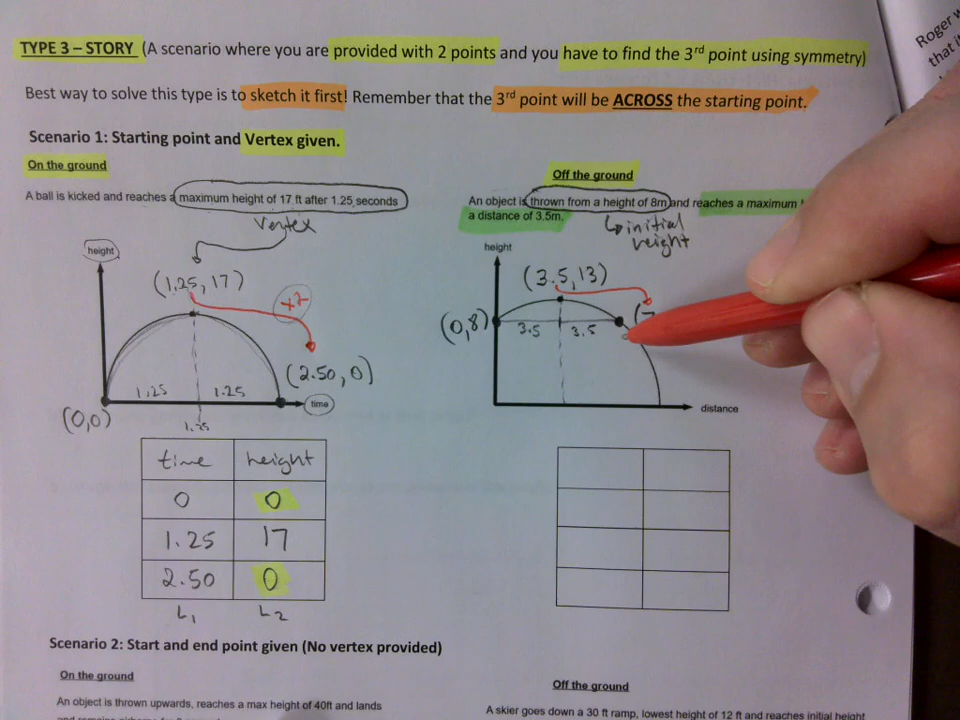 TYPE 3 – STORY (A scenario where you are provided with 2 points and you have to find the 3rd point using symmetry)
Best way to solve this type is to sketch it first! Remember that the 3rd point will be ACROSS the starting point.
Scenario 1: Starting point and Vertex given.
On the ground
A ball is kicked and reaches a maximum height of 17 ft after 1.25 seconds
vertex
height
(1.25, 17)
x2
(2.50, 0)
1.25 1.25
(0,0)
time
1.25
time height
0 0
1.25 17
2.50 0
L1 L2
Off the ground
An object is thrown from a height of 8m and reaches a maximum
a distance of 3.5m.
initial
height
height
(3.5, 13)
(0,8)
3.5 3.5
distance
Scenario 2: Start and end point given (No vertex provided)
On the ground
An object is thrown upwards, reaches a max height of 40ft and lands
Off the ground
A skier goes down a 30 ft ramp, lowest height of 12 ft and reaches initial height
Roger
that